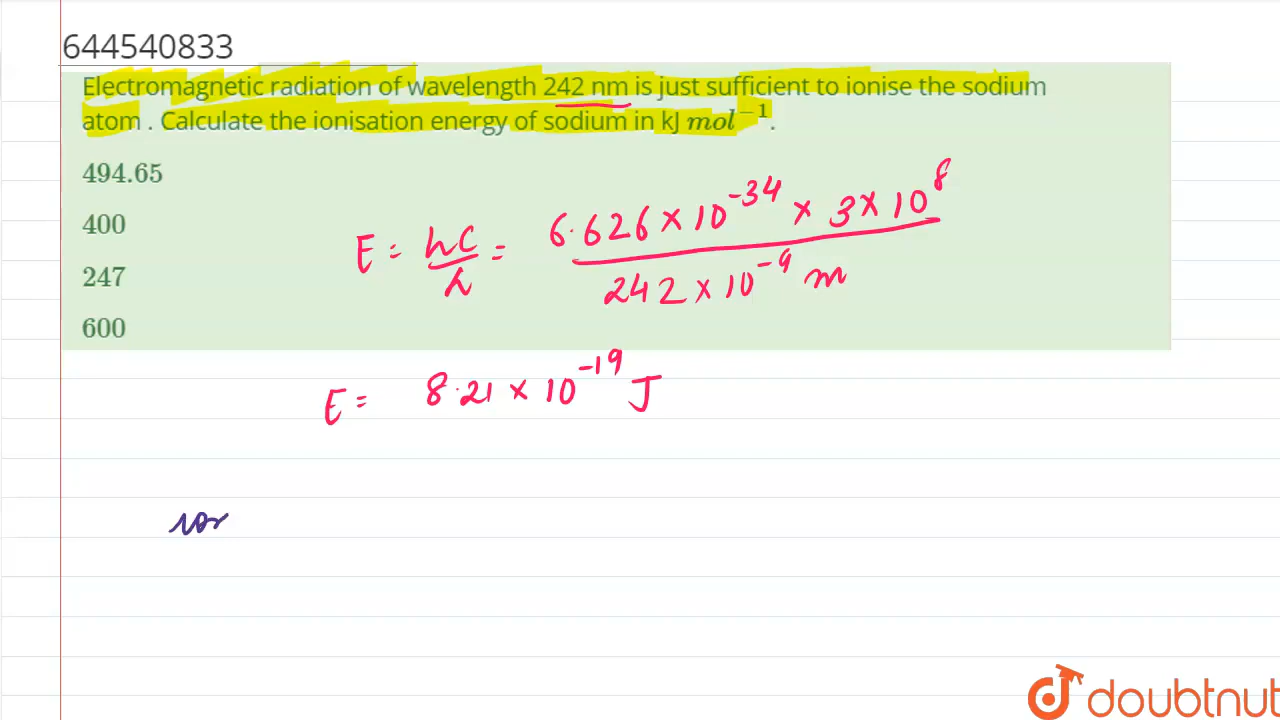 644540833
Electromagnetic radiation of wavelength 242 nm is just sufficient to ionise the sodium
atom . Calculate the ionisation energy of sodium in kJ mol⁻¹.
494.65
400
247
600
E = hc/λ = 6.626 × 10⁻³⁴ × 3 × 10⁸ / 242 × 10⁻⁹ m
E = 8.21 × 10⁻¹⁹ J
doubtnut